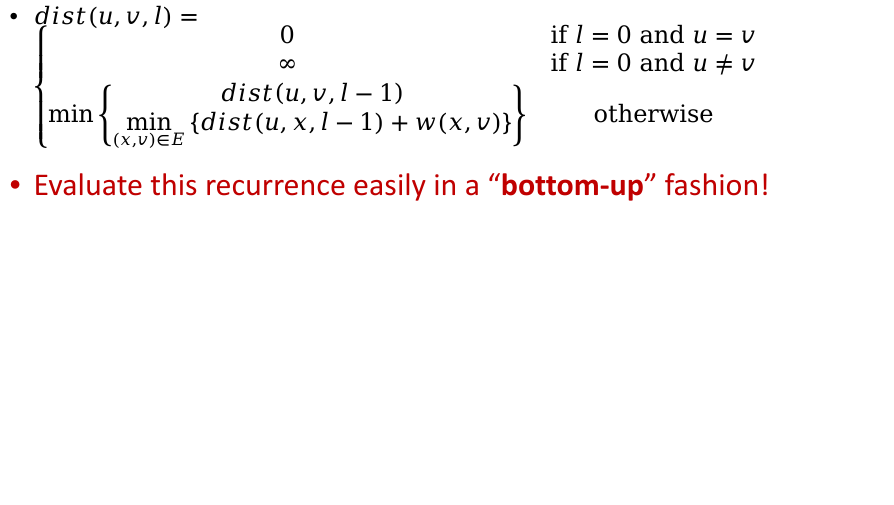 • dist(u, v, l) =
0 if l = 0 and u = v
∞ if l = 0 and u ≠ v
min { dist(u, v, l − 1)
min {dist(u, x, l − 1) + w(x, v)} } otherwise
(x,v)∈E
• Evaluate this recurrence easily in a “bottom-up” fashion!